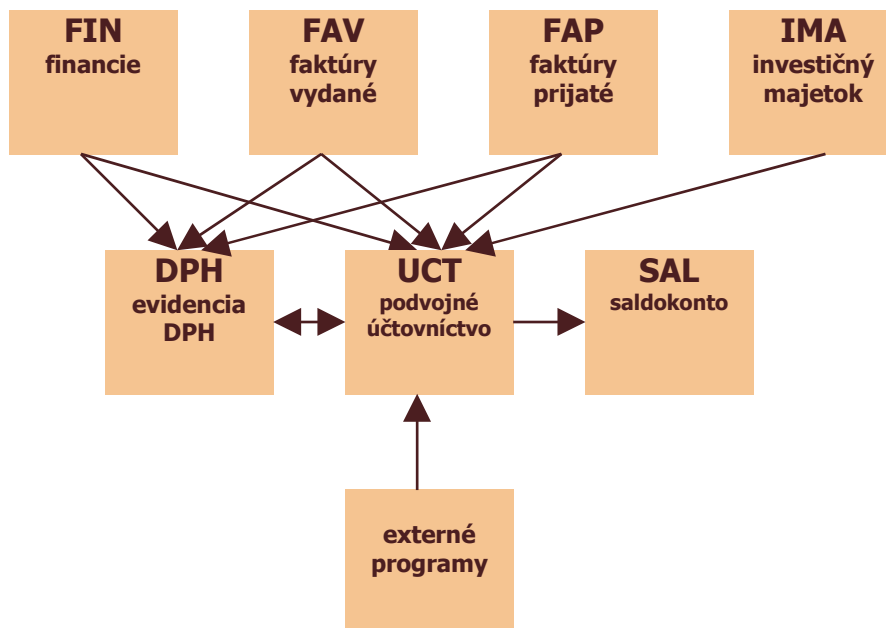 FIN
financie
FAV
faktúry
vydané
FAP
faktúry
prijaté
IMA
investičný
majetok
DPH
evidencia
DPH
UCT
podvojné
účtovníctvo
SAL
saldokonto
externé
programy